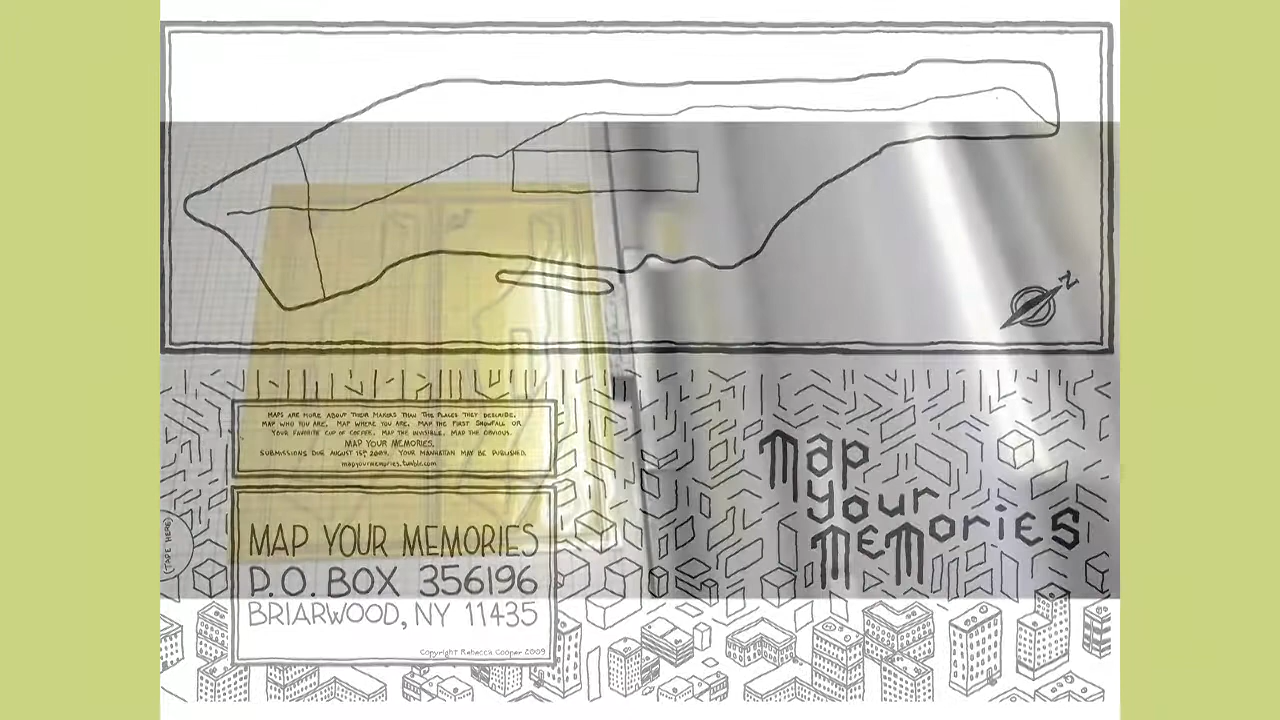 N
MAPS ARE MORE ABOUT THEIR MAKERS THAN THE PLACES THEY DESCRIBE.
MAP WHO YOU ARE. MAP WHERE YOU ARE. MAP THE FIRST SNOWFALL OR
YOUR FAVORITE CUP OF COFFEE. MAP THE INVISIBLE. MAP THE OBVIOUS.
MAP YOUR MEMORIES.
SUBMISSIONS DUE AUGUST 15th 2009. YOUR MANHATTAN MAY BE PUBLISHED.
mapyourmemories.tumblr.com
(TAPE HERE)
MAP YOUR MEMORIES
P.O. BOX 356196
BRIARWOOD, NY 11435
Copyright Rebecca Cooper 2009
map
your
MEMories